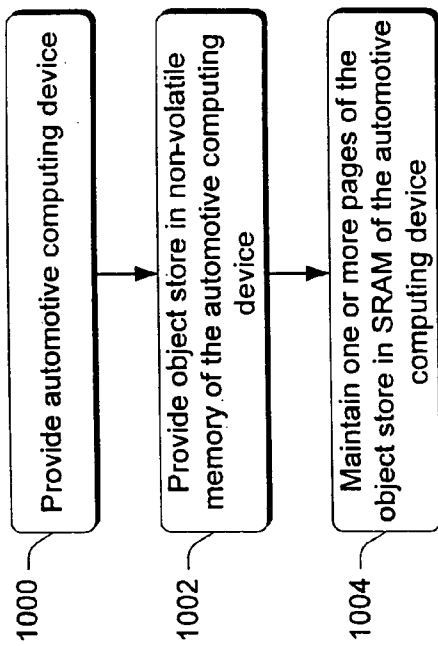 1000
Provide automotive computing device
1002
Provide object store in non-volatile
memory of the automotive computing
device
1004
Maintain one or more pages of the
object store in SRAM of the automotive
computing device